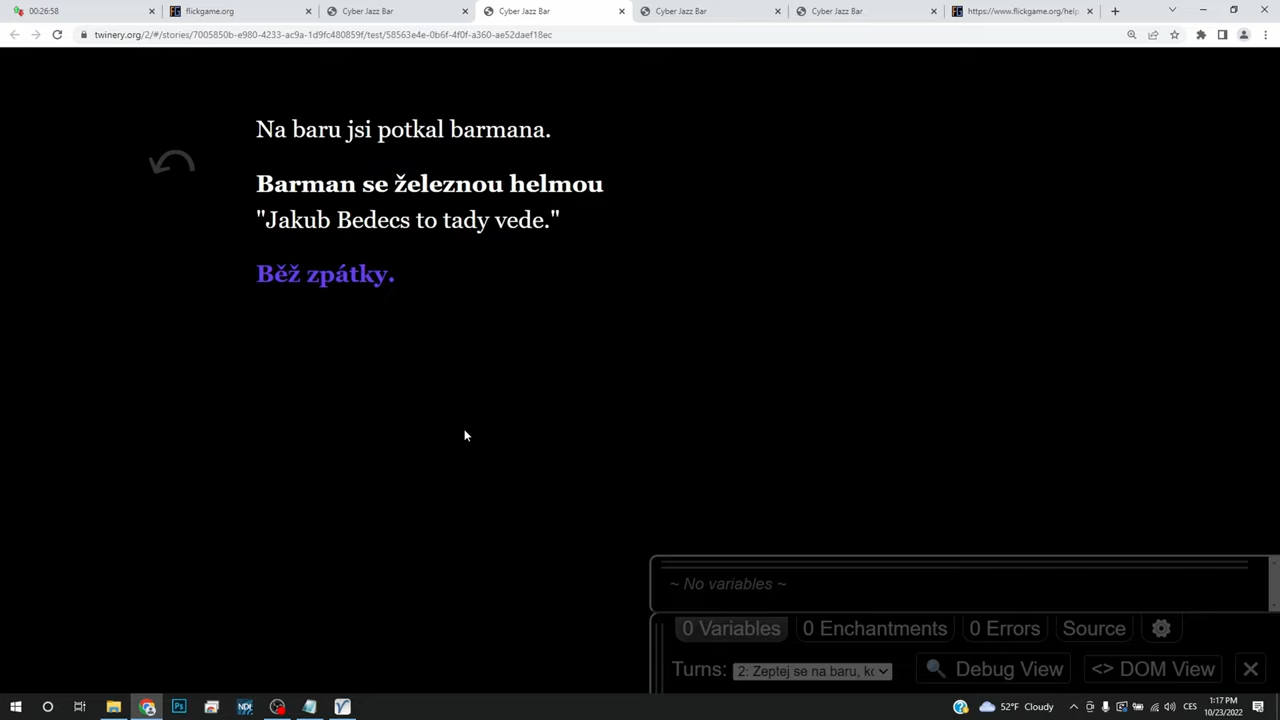 00:26:58
flickgame.org
Cyber Jazz Bar
Cyber Jazz Bar
Cyber Jazz Bar
Cyber Jazz Bar
https://www.flickgame.org/help
twinery.org/2/#/stories/7005850b-e980-4233-ac9a-1d9fc480859f/test/58563e4e-0b6f-4f0f-a360-ae52daef18ec
Na baru jsi potkal barmana.
Barman se železnou helmou
"Jakub Bedecs to tady vede."
Běž zpátky.
~ No variables ~
0 Variables
0 Enchantments
0 Errors
Source
Turns:
2: Zeptej se na baru, kc
Debug View
<> DOM View
Ps
NDI
52°F Cloudy
CES
1:17 PM
10/23/2022